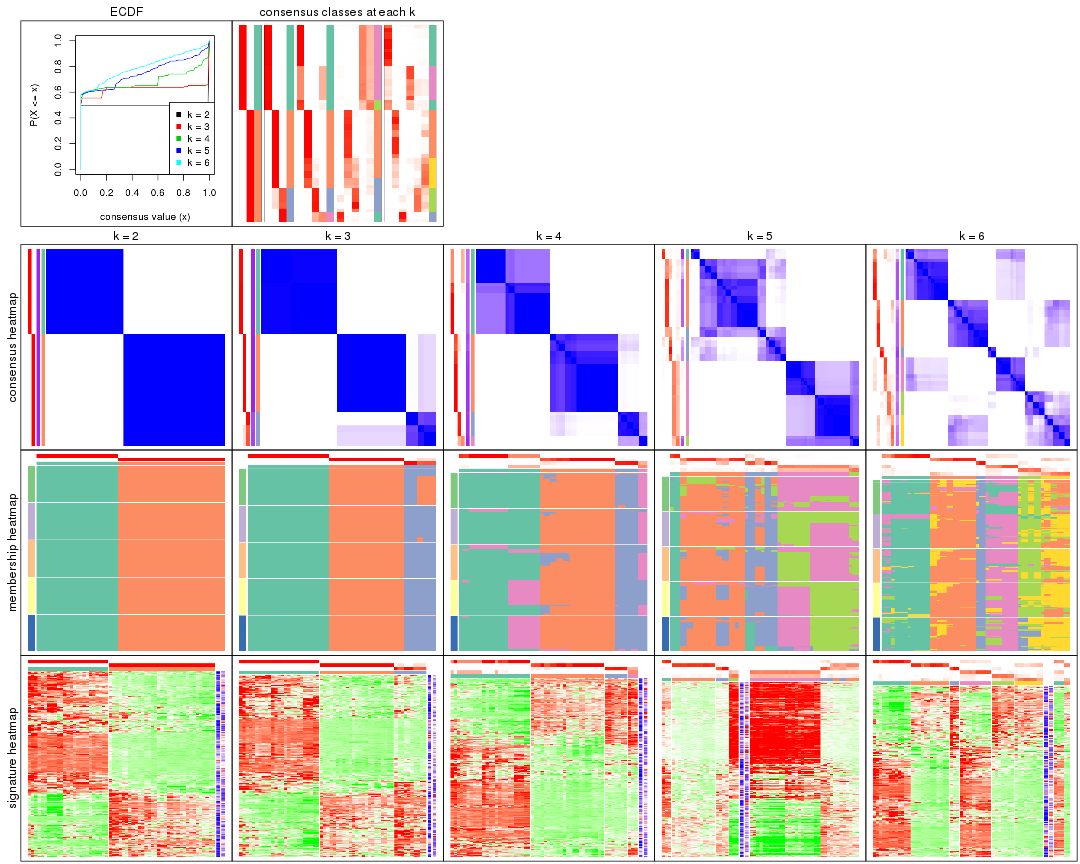 ECDF
consensus classes at each k
P(X <= x)
0.0
0.2
0.4
0.6
0.8
1.0
k = 2
k = 3
k = 4
k = 5
k = 6
0.0 0.2 0.4 0.6 0.8 1.0
consensus value (x)
k = 2
k = 3
k = 4
k = 5
k = 6
consensus heatmap
membership heatmap
signature heatmap